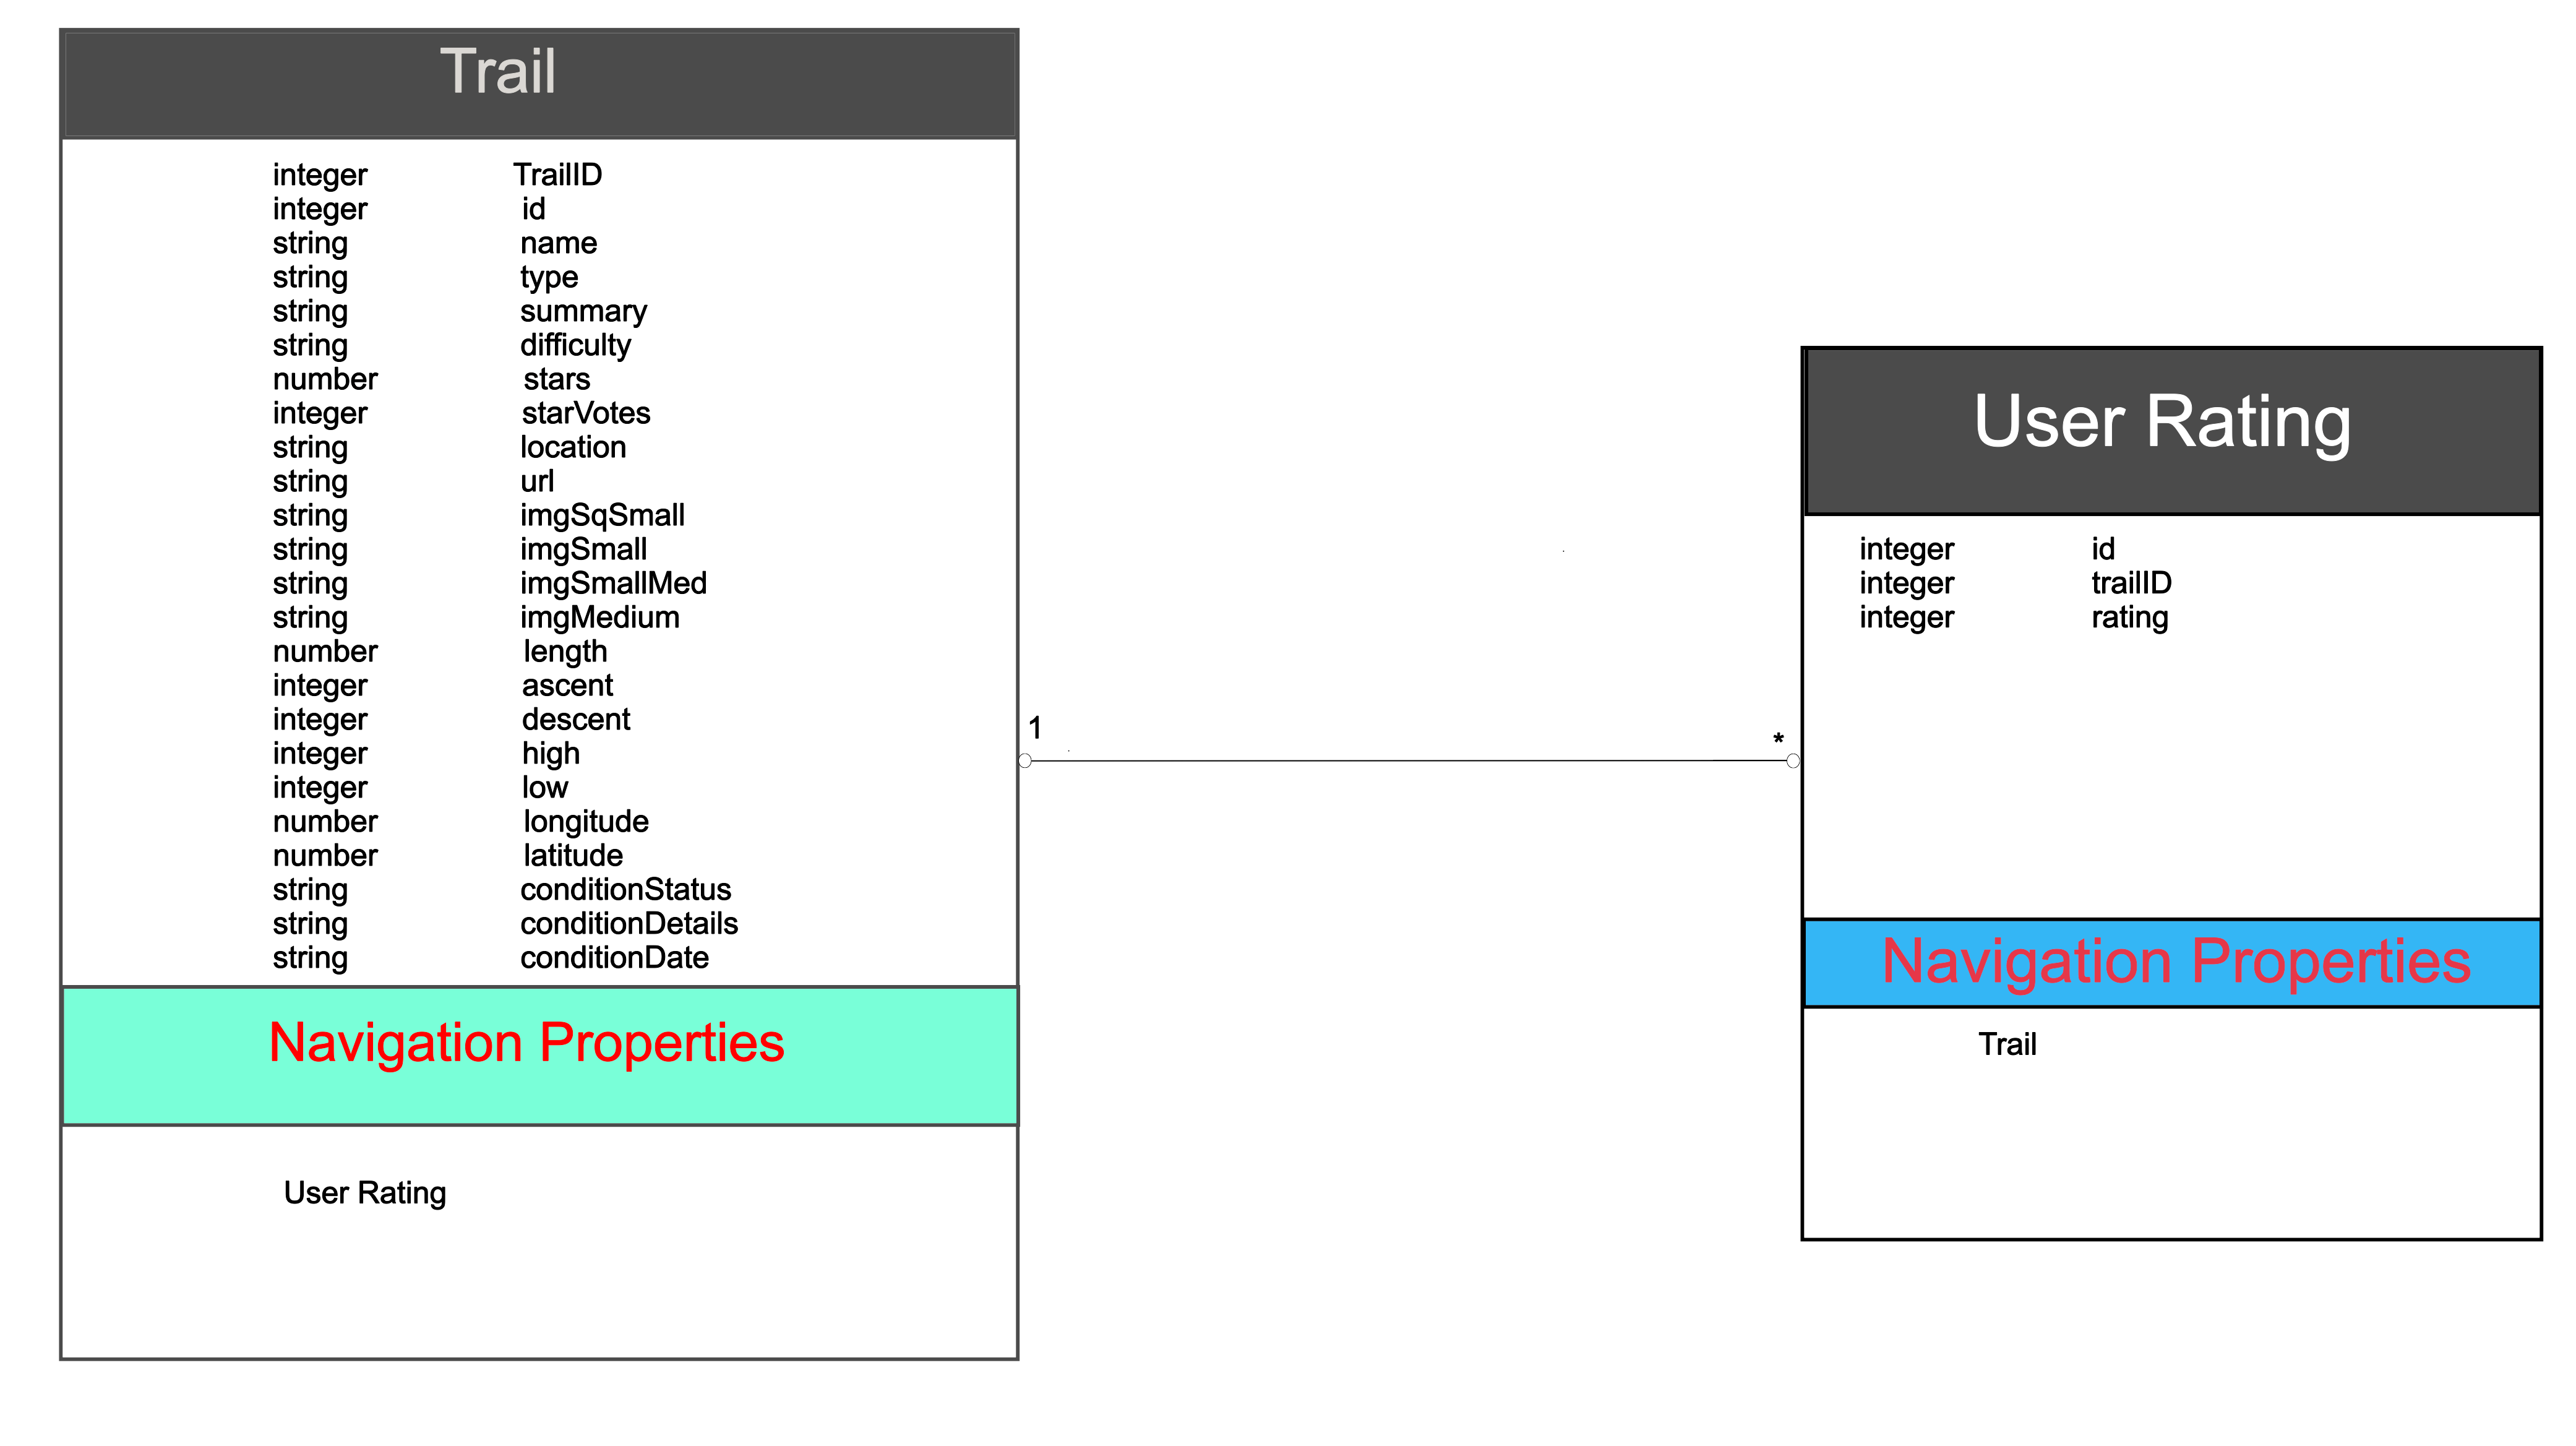 Trail
integer TrailID
integer id
string name
string type
string summary
string difficulty
number stars
integer starVotes
string location
string url
string imgSqSmall
string imgSmall
string imgSmallMed
string imgMedium
number length
integer ascent
integer descent
integer high
integer low
number longitude
number latitude
string conditionStatus
string conditionDetails
string conditionDate
Navigation Properties
User Rating
1
*
User Rating
integer id
integer trailID
integer rating
Navigation Properties
Trail